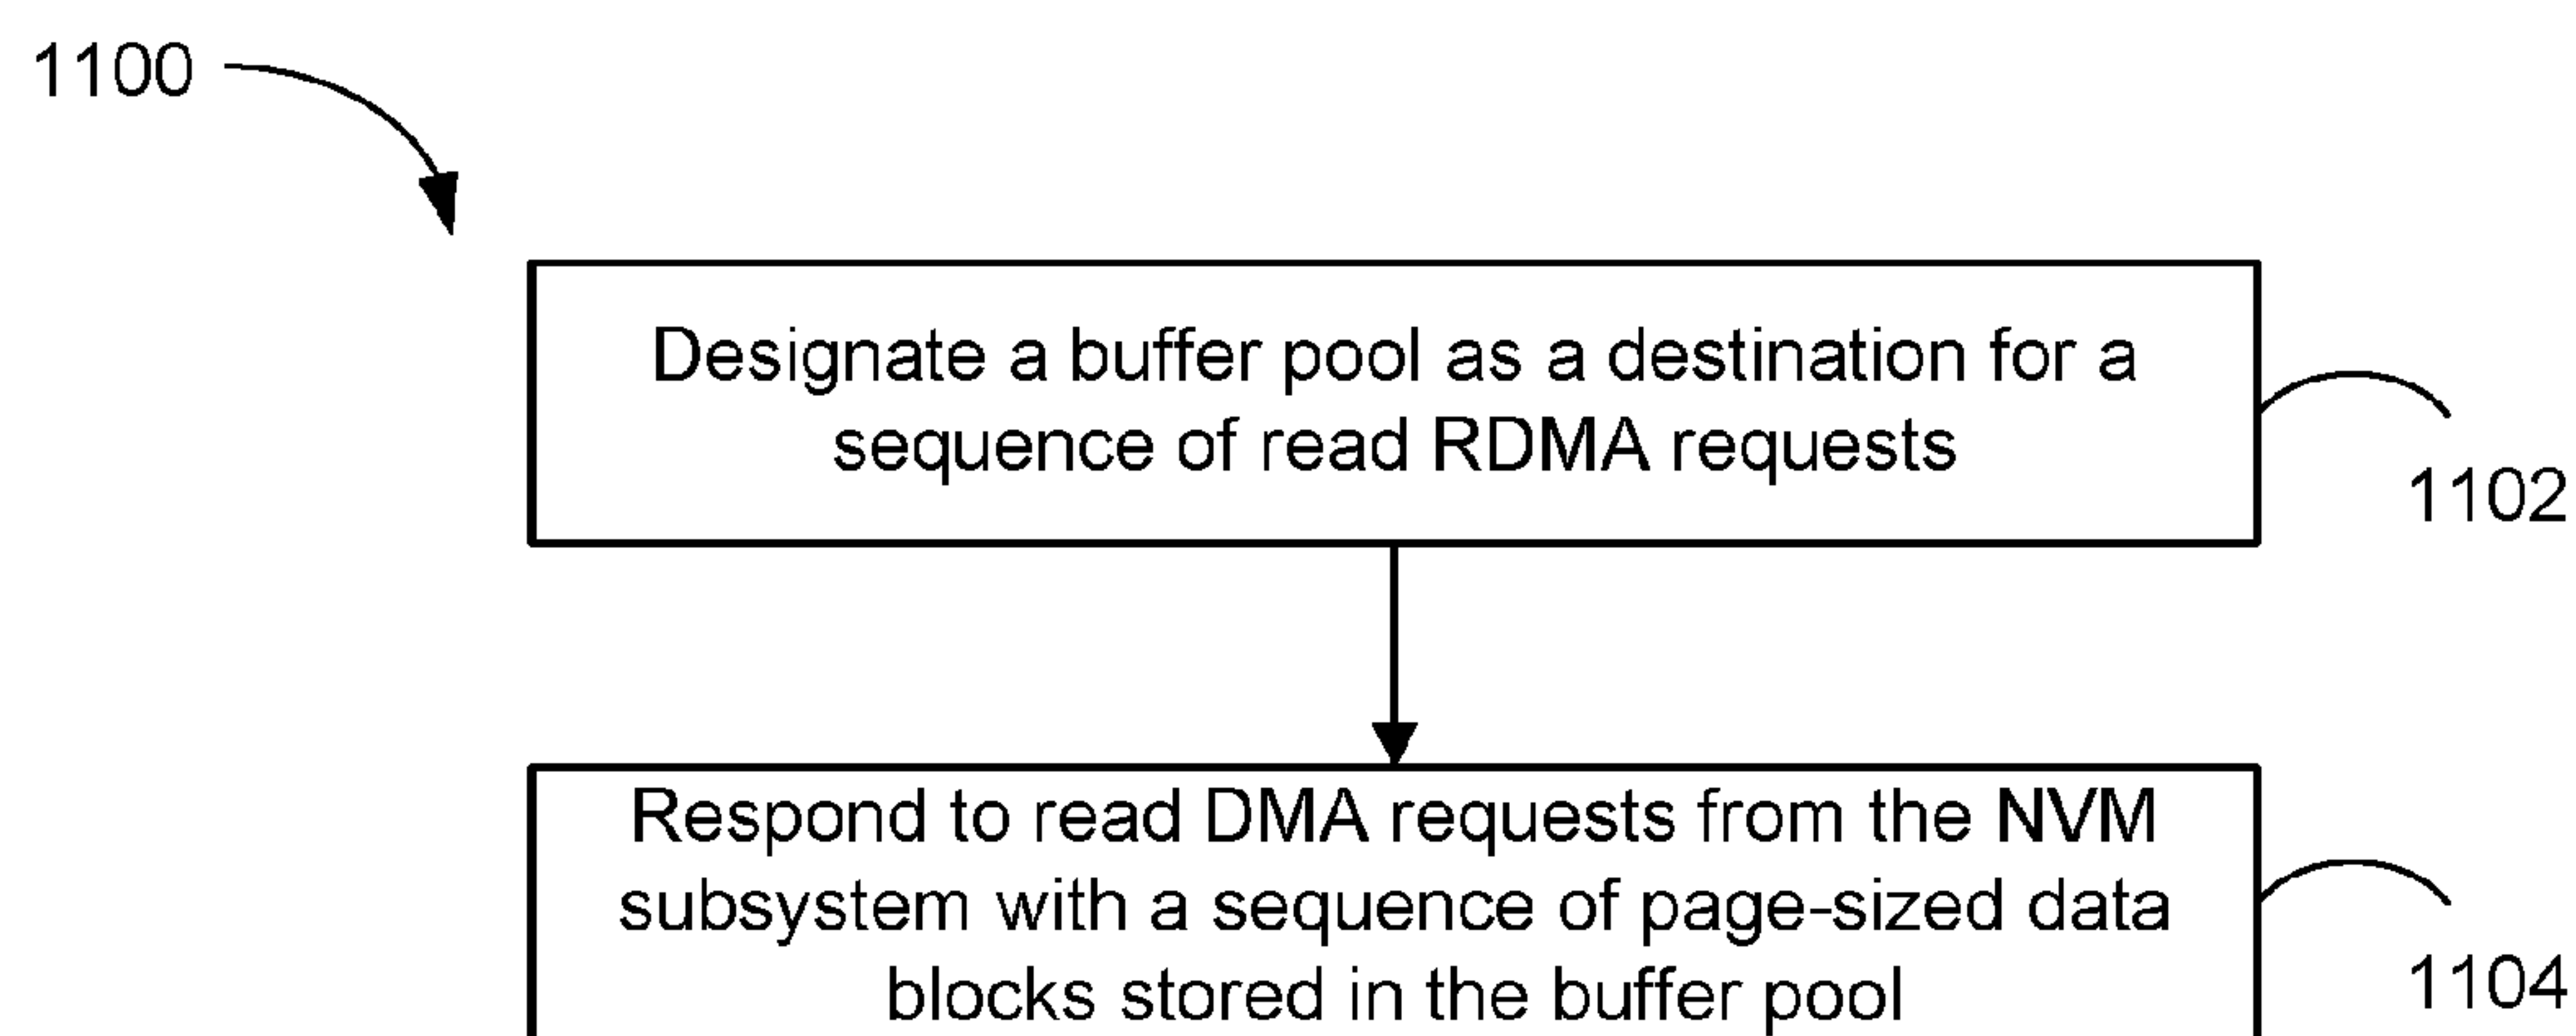 1100
Designate a buffer pool as a destination for a
sequence of read RDMA requests
1102
Respond to read DMA requests from the NVM
subsystem with a sequence of page-sized data
blocks stored in the buffer pool
1104